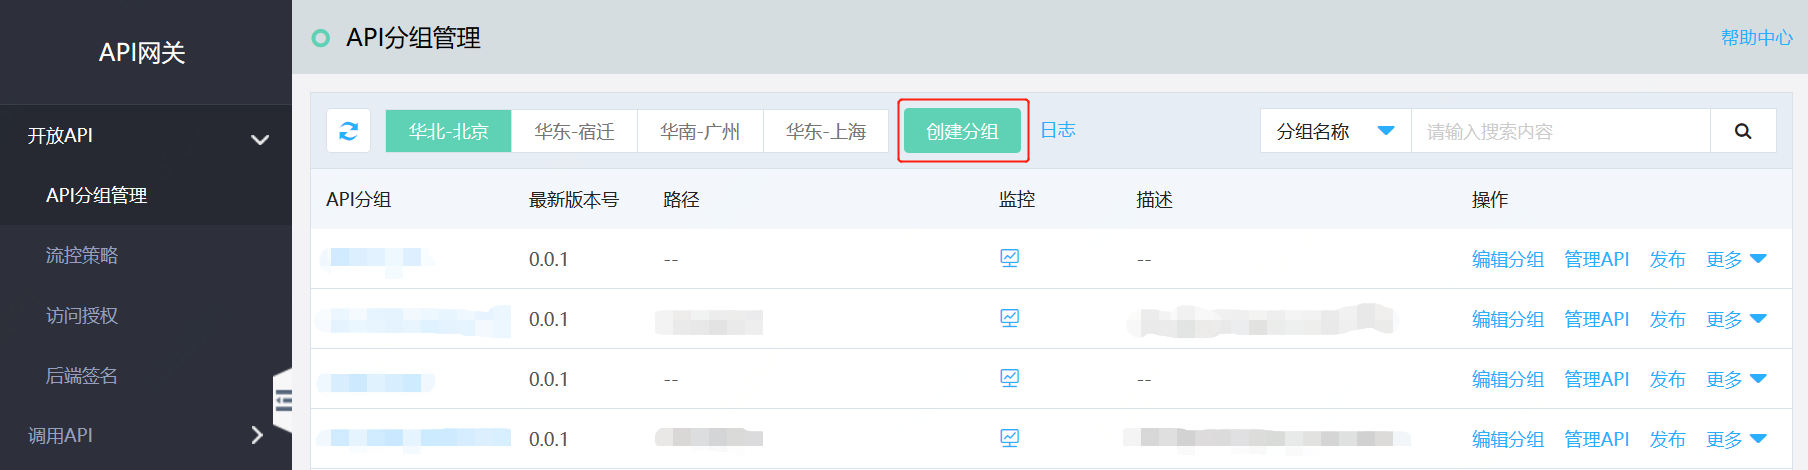 API网关
开放API
API分组管理
流控策略
访问授权
后端签名
调用API
API分组管理
帮助中心
华北-北京 华东-宿迁 华南-广州 华东-上海 创建分组 日志 分组名称 请输入搜索内容
API分组 最新版本号 路径 监控 描述 操作
0.0.1 -- -- 编辑分组 管理API 发布 更多
0.0.1 编辑分组 管理API 发布 更多
0.0.1 -- -- 编辑分组 管理API 发布 更多
0.0.1 编辑分组 管理API 发布 更多